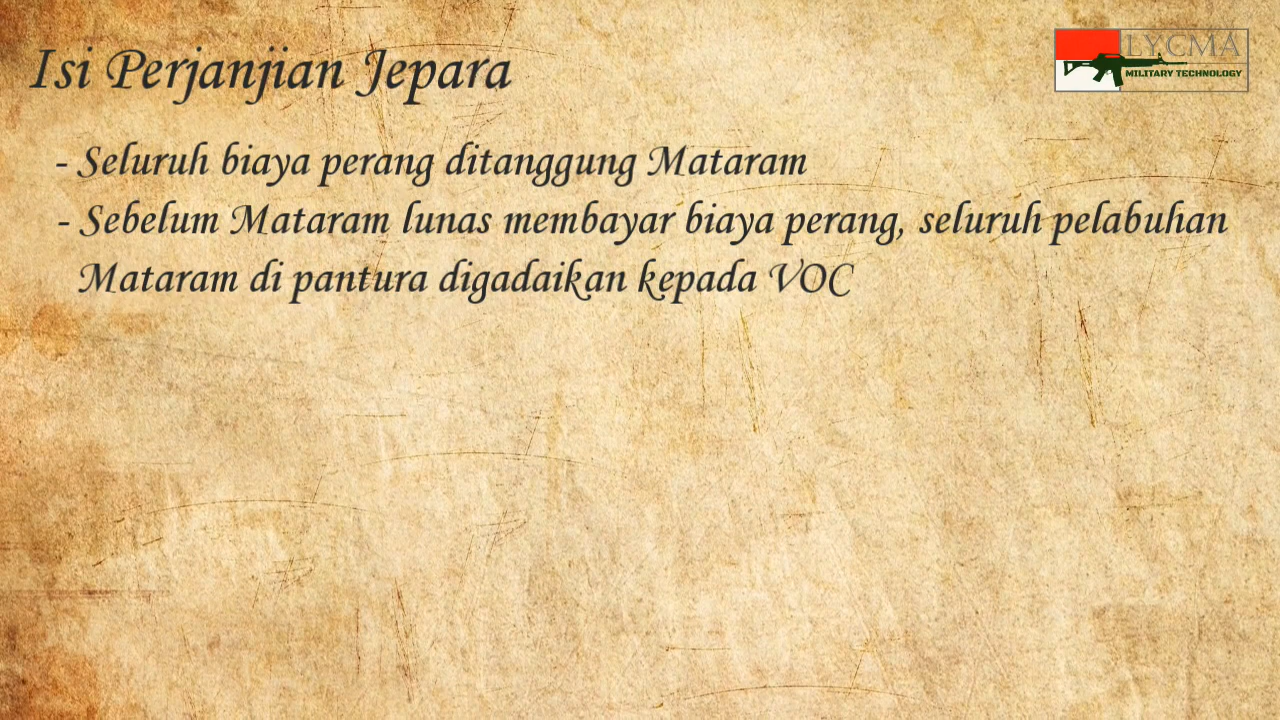 Isi Perjanjian Jepara
LYCMA
MILITARY TECHNOLOGY
- Seluruh biaya perang ditanggung Mataram
- Sebelum Mataram lunas membayar biaya perang, seluruh pelabuhan
Mataram di pantura digadaikan kepada VOC